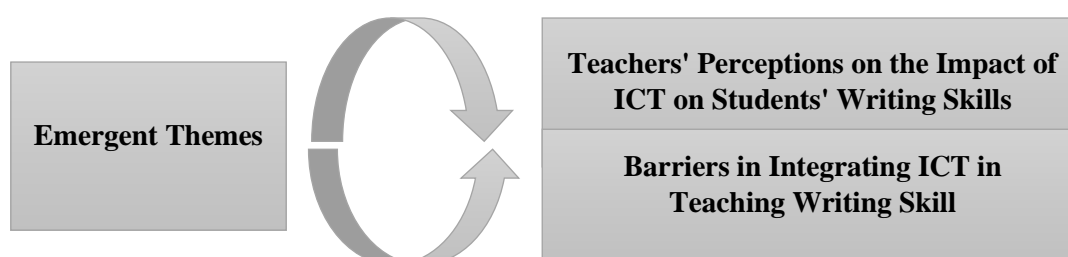 Emergent Themes
Teachers' Perceptions on the Impact of
ICT on Students' Writing Skills
Barriers in Integrating ICT in
Teaching Writing Skill